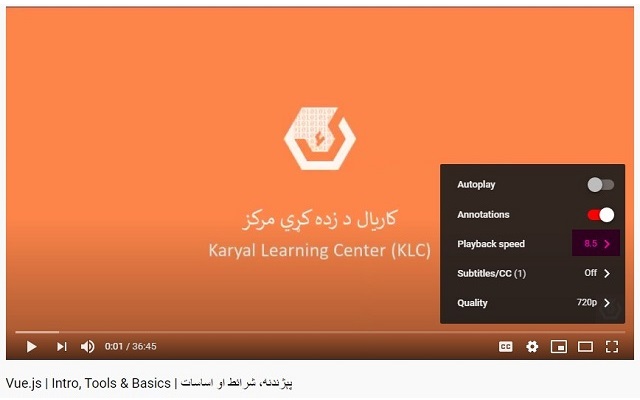 کاریال د زده کړې مرکز
Karyal Learning Center (KLC)
Autoplay
Annotations
Playback speed 8.5
Subtitles/CC (1) Off
Quality 720p
0:01 / 36:45
CC
Vue.js | Intro, Tools & Basics | پېژندنه، شرائط او اساسات